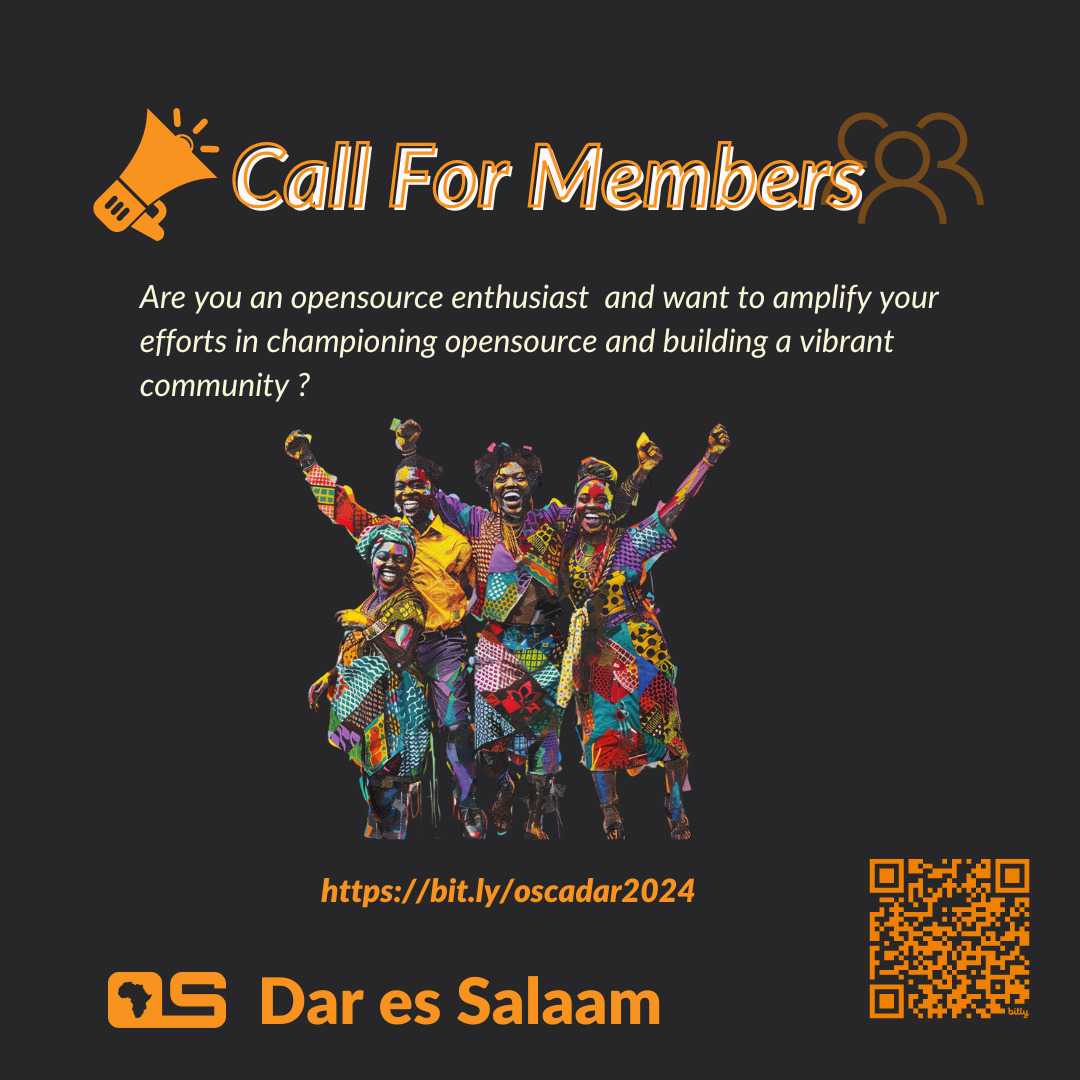 Call For Members
Are you an opensource enthusiast  and want to amplify your
efforts in championing opensource and building a vibrant
community ?
https://bit.ly/oscadar2024
bitly
OS Dar es Salaam